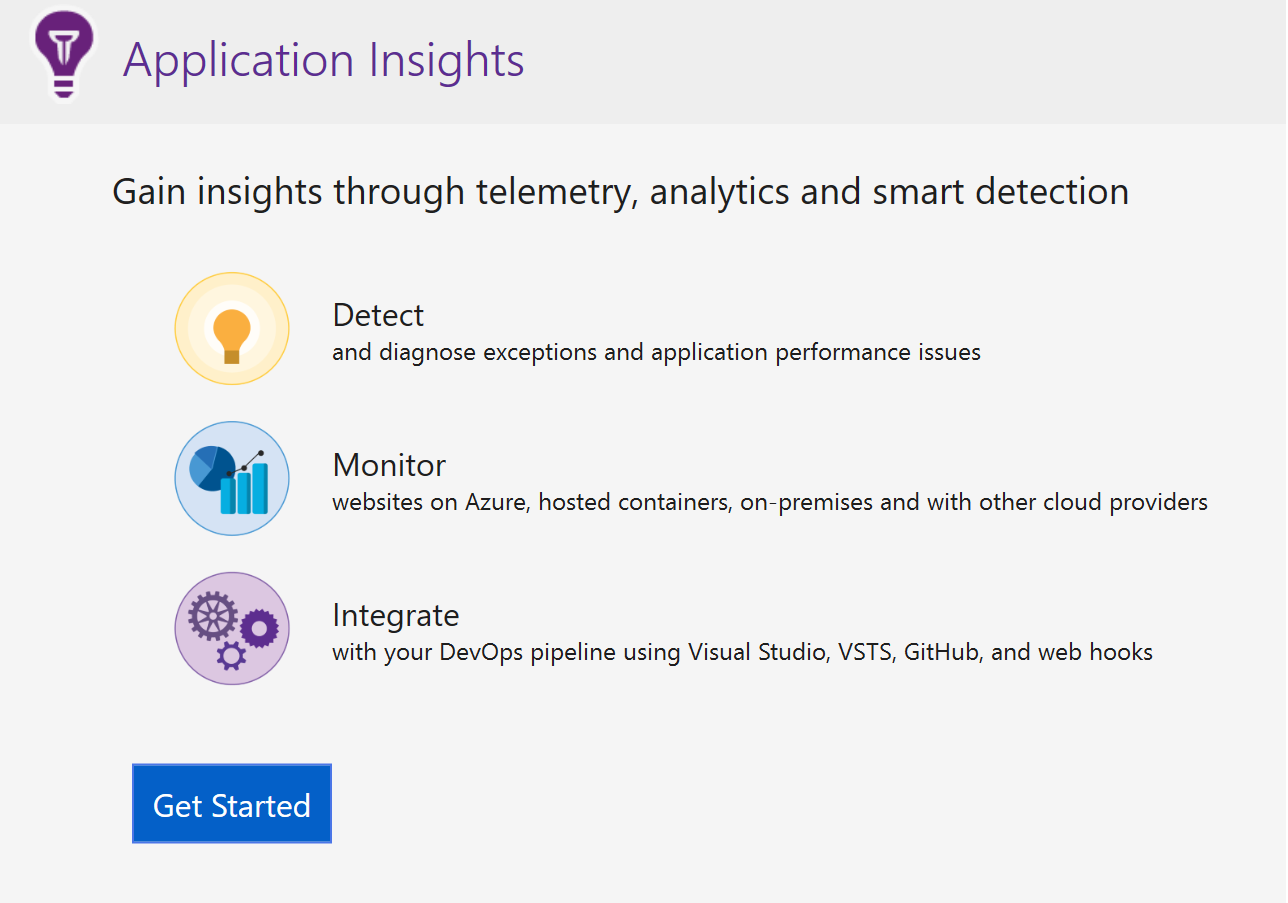 Application Insights
Gain insights through telemetry, analytics and smart detection
Detect
and diagnose exceptions and application performance issues
Monitor
websites on Azure, hosted containers, on-premises and with other cloud providers
Integrate
with your DevOps pipeline using Visual Studio, VSTS, GitHub, and web hooks
Get Started